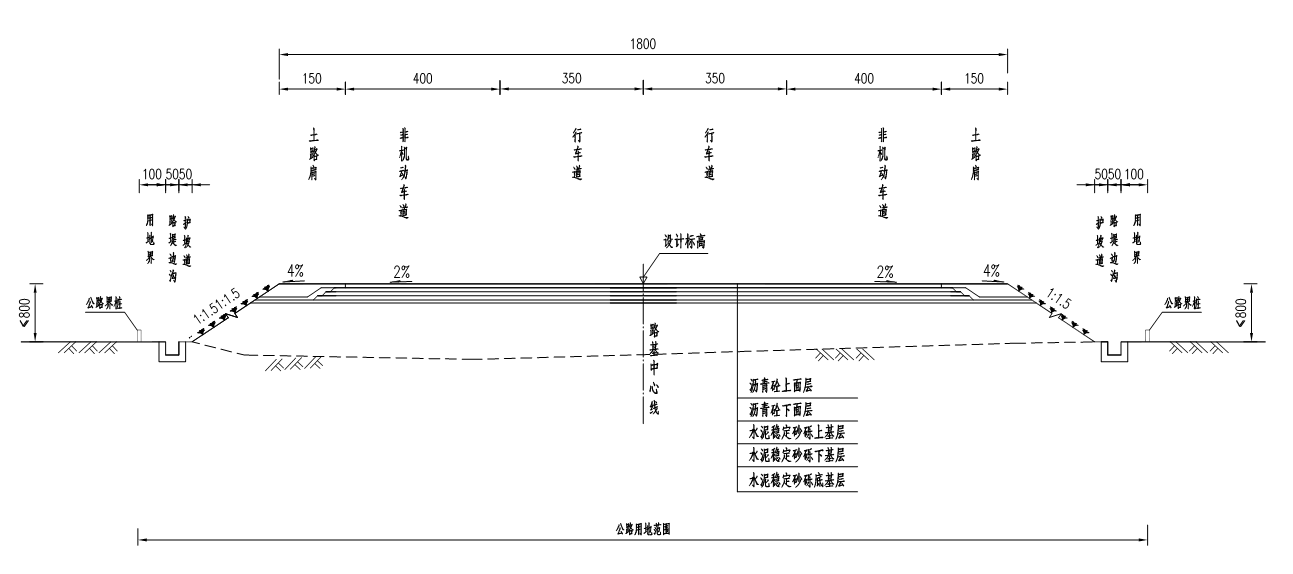 1800
150 400 350 350 400 150
土路肩
非机动车道
行车道
行车道
非机动车道
土路肩
100 50 50
50 50 100
用地界
路堤边沟
护坡道
护坡道
路堤边沟
用地界
设计标高
4% 2% 2% 4%
1:1.5 1:1.5
1:1.5
公路界桩
公路界桩
≤800
≤800
路基中心线
沥青砼上面层
沥青砼下面层
水泥稳定砂砾上基层
水泥稳定砂砾下基层
水泥稳定砂砾底基层
公路用地范围